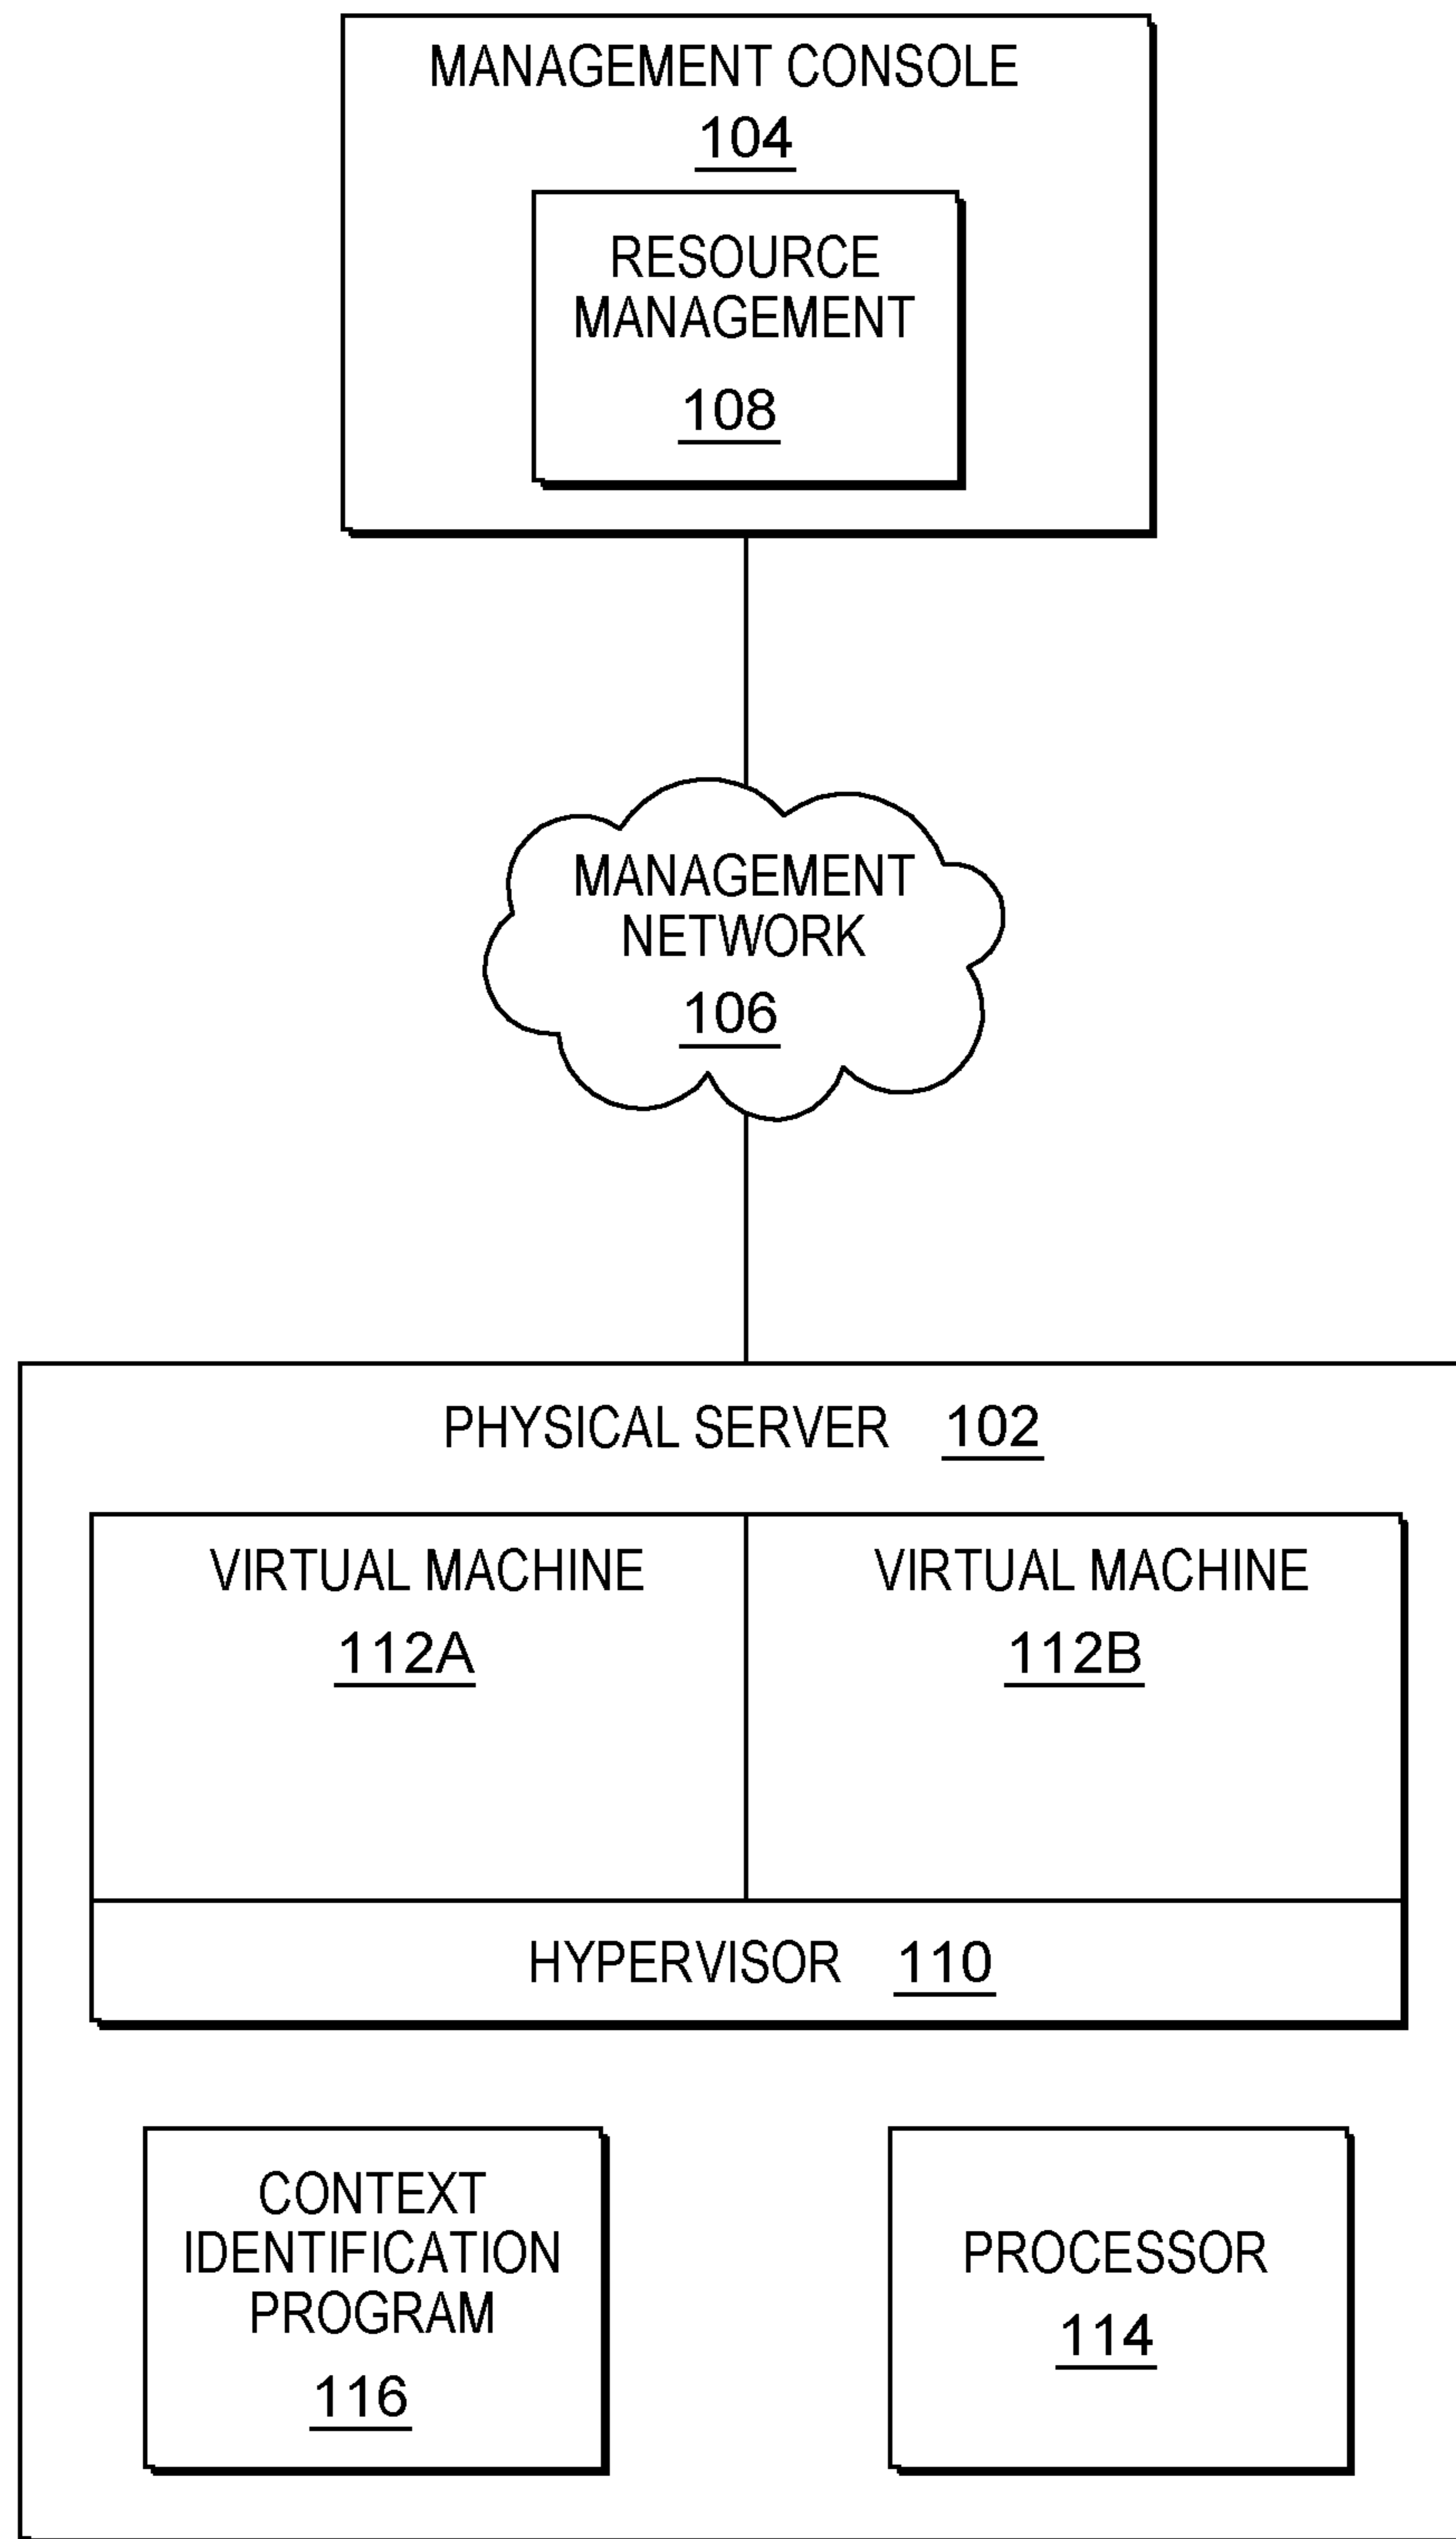 MANAGEMENT CONSOLE
104
RESOURCE
MANAGEMENT
108
MANAGEMENT
NETWORK
106
PHYSICAL SERVER 102
VIRTUAL MACHINE
112A
VIRTUAL MACHINE
112B
HYPERVISOR 110
CONTEXT
IDENTIFICATION
PROGRAM
116
PROCESSOR
114